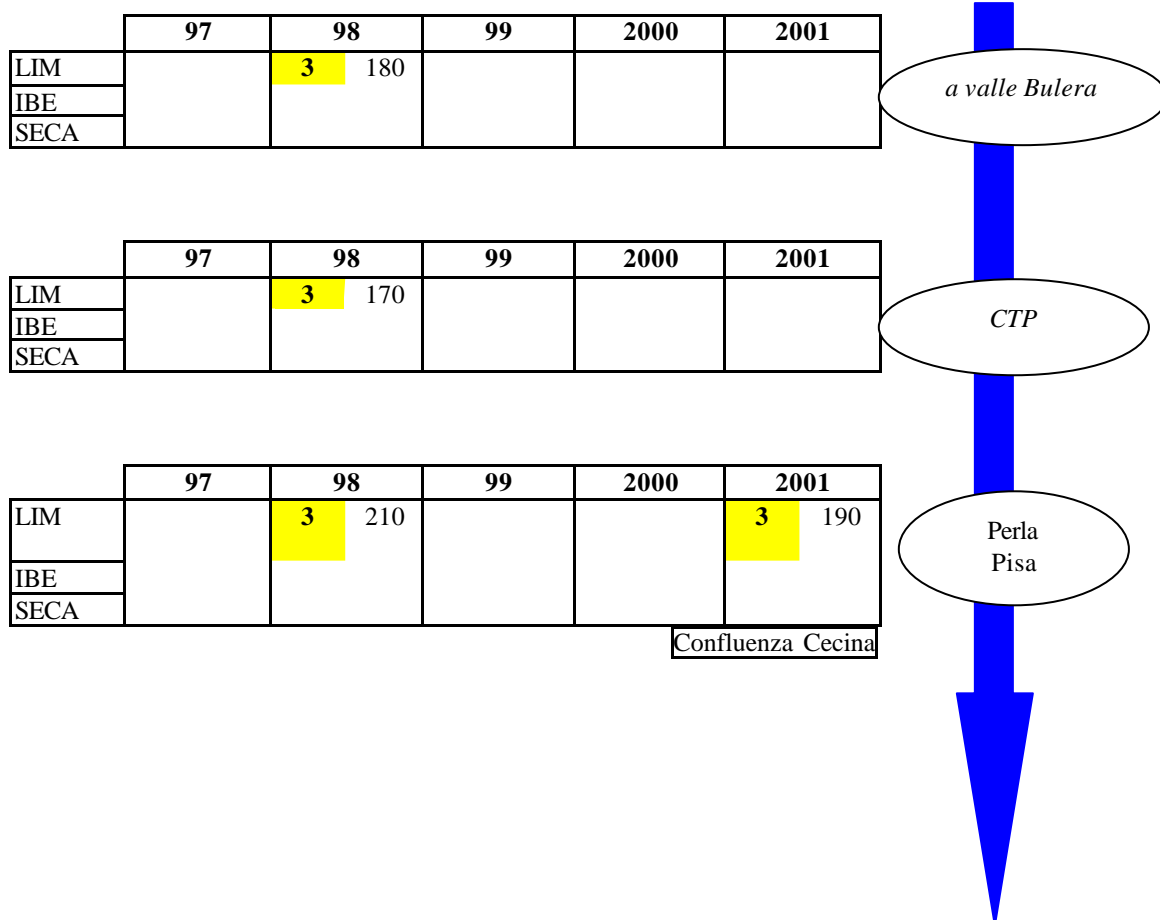 97 98 99 2000 2001
LIM 3 180
IBE
SECA
a valle Bulera
97 98 99 2000 2001
LIM 3 170
IBE
SECA
CTP
97 98 99 2000 2001
LIM 3 210 3 190
IBE
SECA
Perla
Pisa
Confluenza Cecina